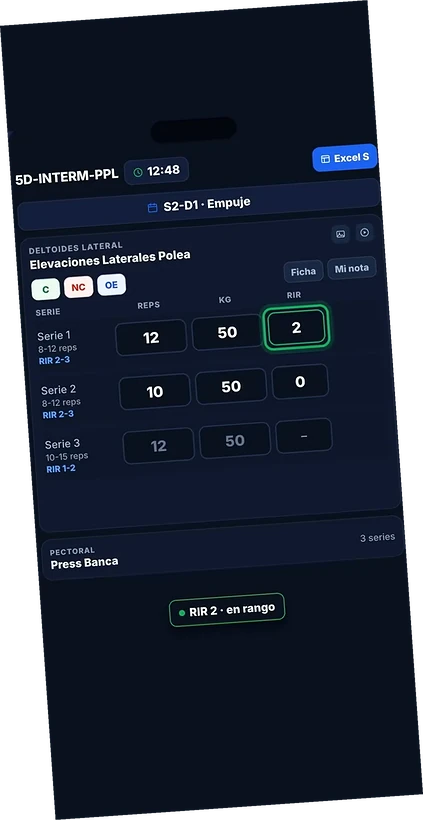 5D-INTERM-PPL 12:48 Excel S
S2-D1 · Empuje
DELTOIDES LATERAL
Elevaciones Laterales Polea
C NC OE Ficha Mi nota
SERIE REPS KG RIR
Serie 1
8-12 reps
RIR 2-3
12 50 2
Serie 2
8-12 reps
RIR 2-3
10 50 0
Serie 3
10-15 reps
RIR 1-2
12 50 –
PECTORAL
Press Banca
3 series
RIR 2 · en rango